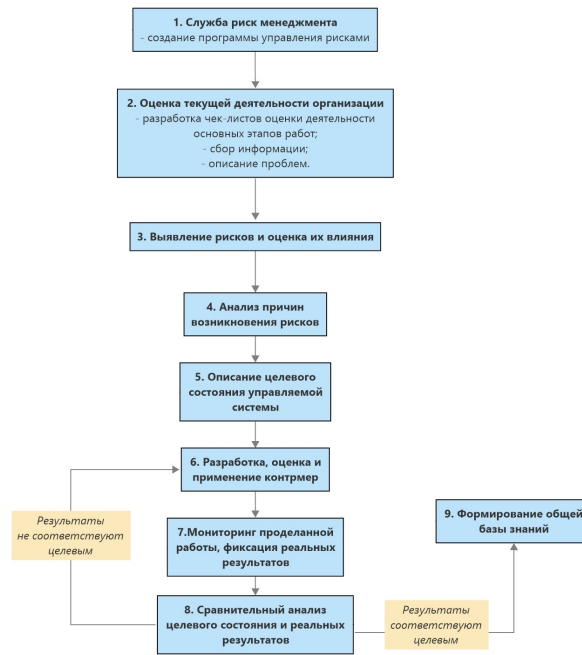 1. Служба риск менеджмента
- создание программы управления рисками
2. Оценка текущей деятельности организации
- разработка чек-листов оценки деятельности
основных этапов работ;
- сбор информации;
- описание проблем.
3. Выявление рисков и оценка их влияния
4. Анализ причин
возникновения рисков
5. Описание целевого
состояния управляемой
системы
6. Разработка, оценка и
применение контрмер
Результаты
не соответствуют
целевым
7.Мониторинг проделанной
работы, фиксация реальных
результатов
9. Формирование общей
базы знаний
8. Сравнительный анализ
целевого состояния и реальных
результатов
Результаты
соответствуют
целевым